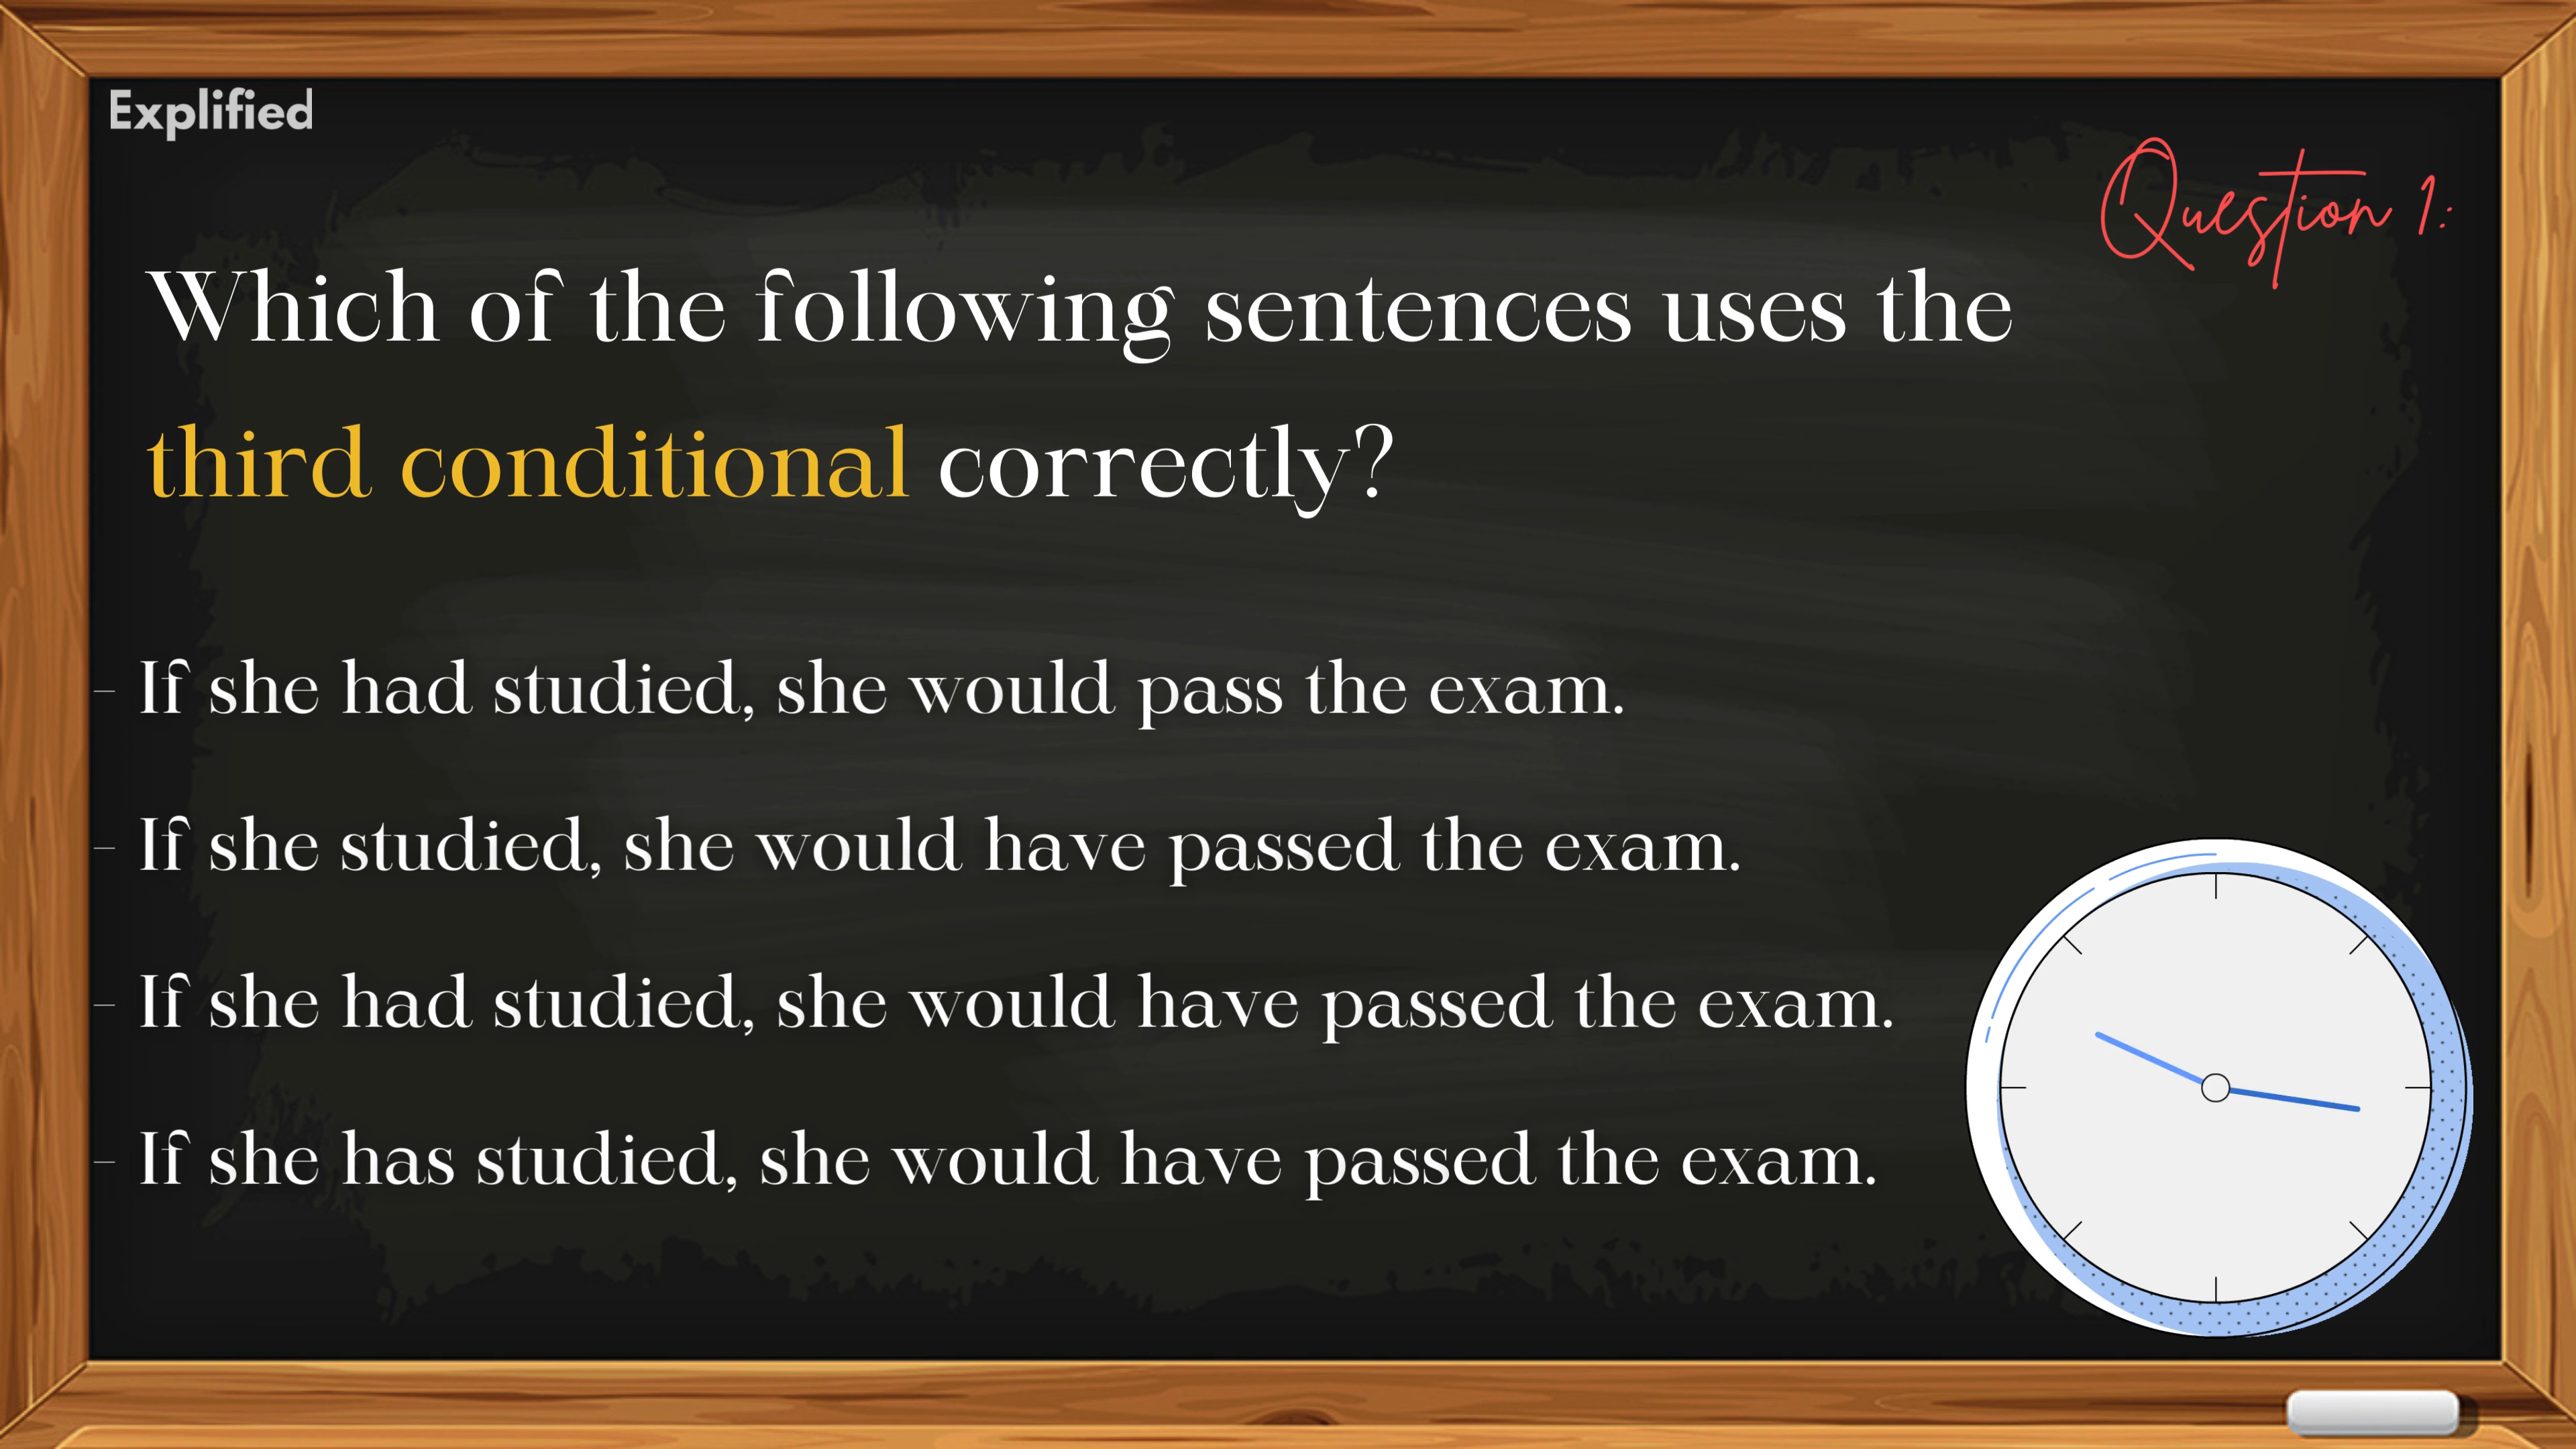 Explified
Question 1:
Which of the following sentences uses the
third conditional correctly?
- If she had studied, she would pass the exam.
- If she studied, she would have passed the exam.
- If she had studied, she would have passed the exam.
- If she has studied, she would have passed the exam.